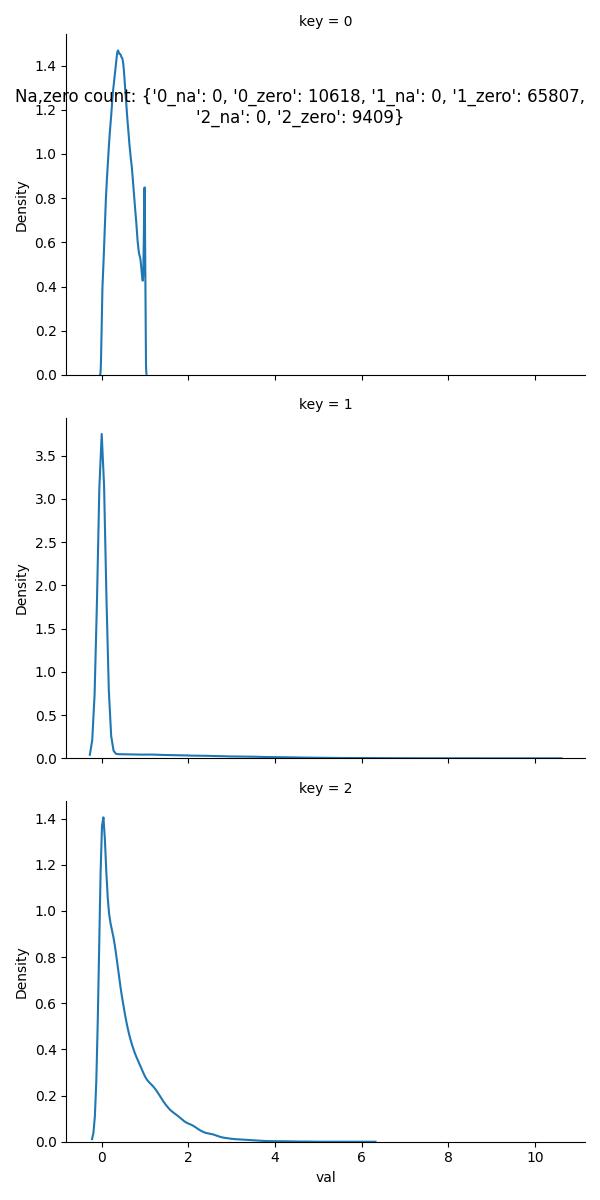 key = 0
Na,zero count: {'0_na': 0, '0_zero': 10618, '1_na': 0, '1_zero': 65807,
'2_na': 0, '2_zero': 9409}
1.4
1.2
1.0
0.8
0.6
0.4
0.2
0.0
Density
key = 1
3.5
3.0
2.5
2.0
1.5
1.0
0.5
0.0
Density
key = 2
1.4
1.2
1.0
0.8
0.6
0.4
0.2
0.0
Density
0 2 4 6 8 10
val